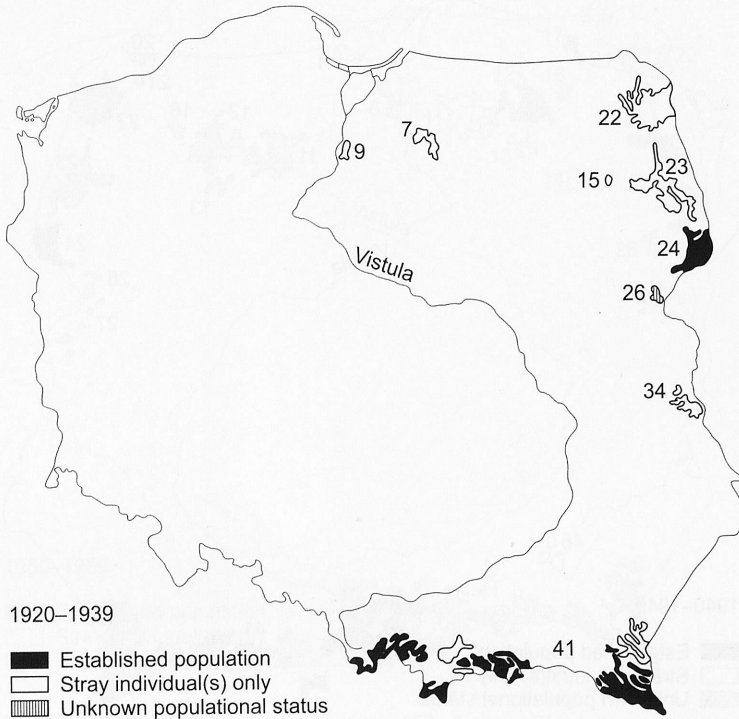 22
7
9
23
15
24
Vistula
26
34
1920–1939
41
Established population
Stray individual(s) only
Unknown populational status